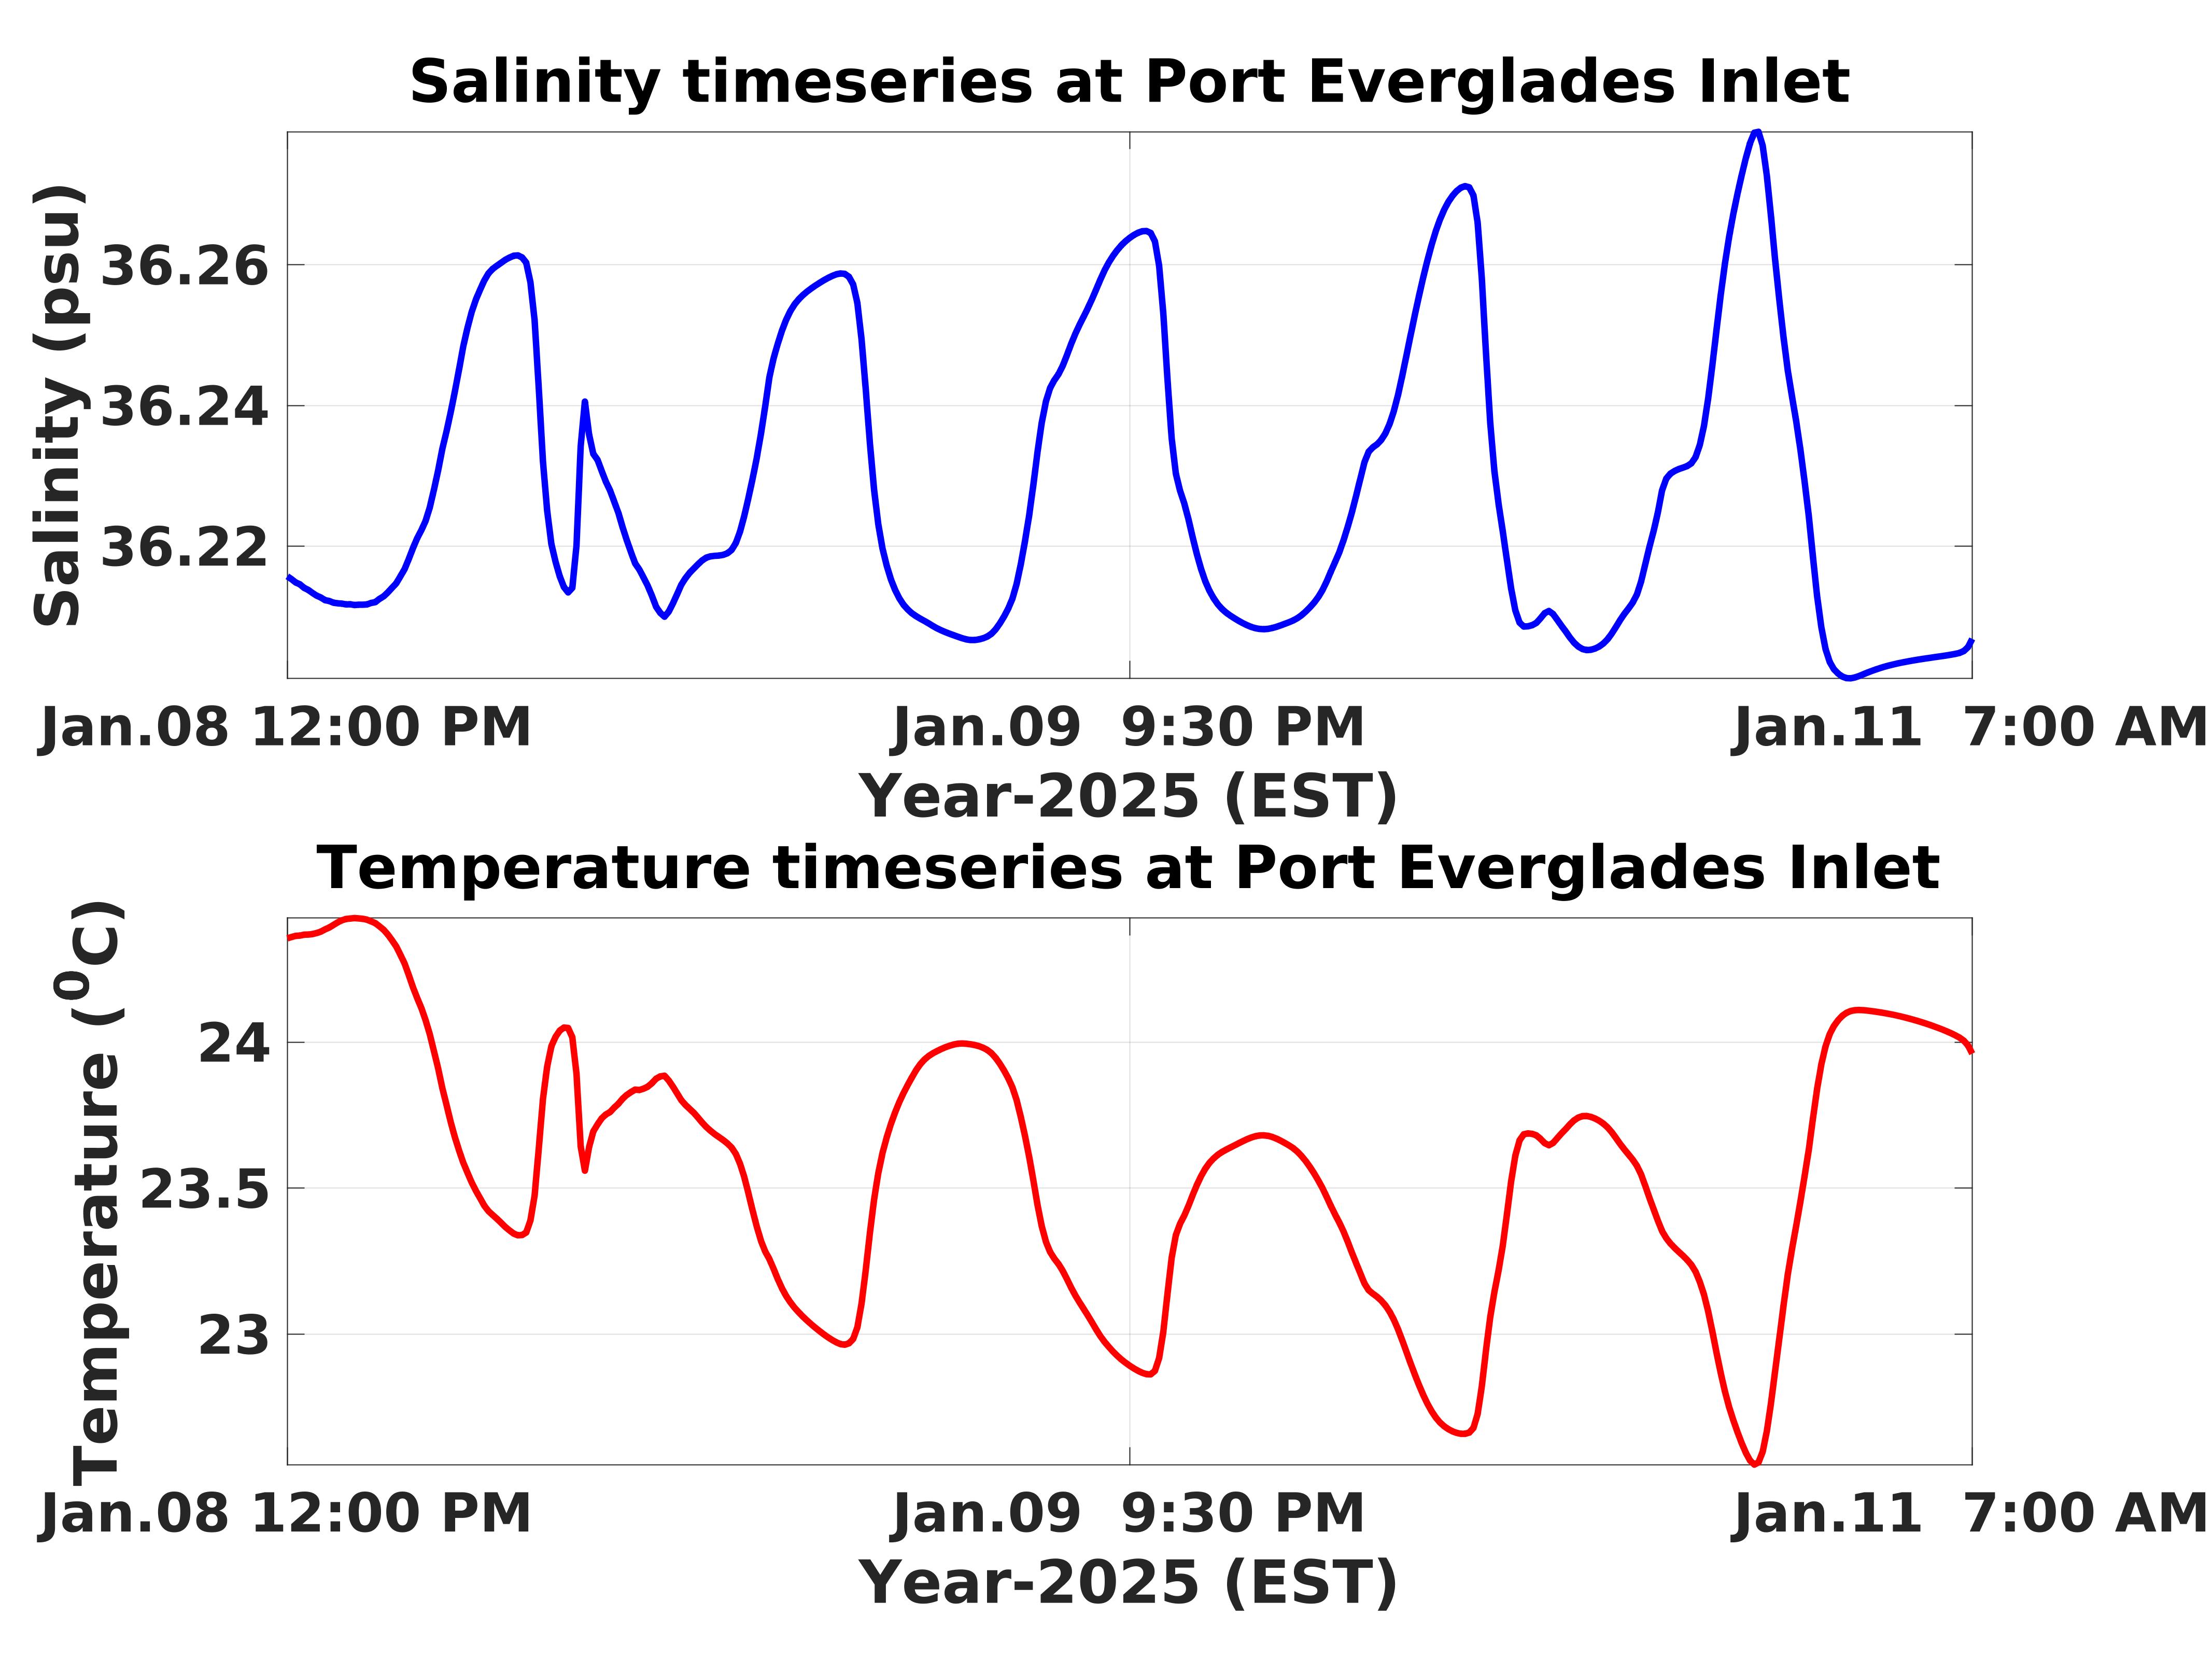 Salinity timeseries at Port Everglades Inlet
Salinity (psu)
36.26
36.24
36.22
Jan.08 12:00 PM Jan.09  9:30 PM Jan.11  7:00 AM
Year-2025 (EST)
Temperature timeseries at Port Everglades Inlet
Temperature (⁰C)
24
23.5
23
Jan.08 12:00 PM Jan.09  9:30 PM Jan.11  7:00 AM
Year-2025 (EST)